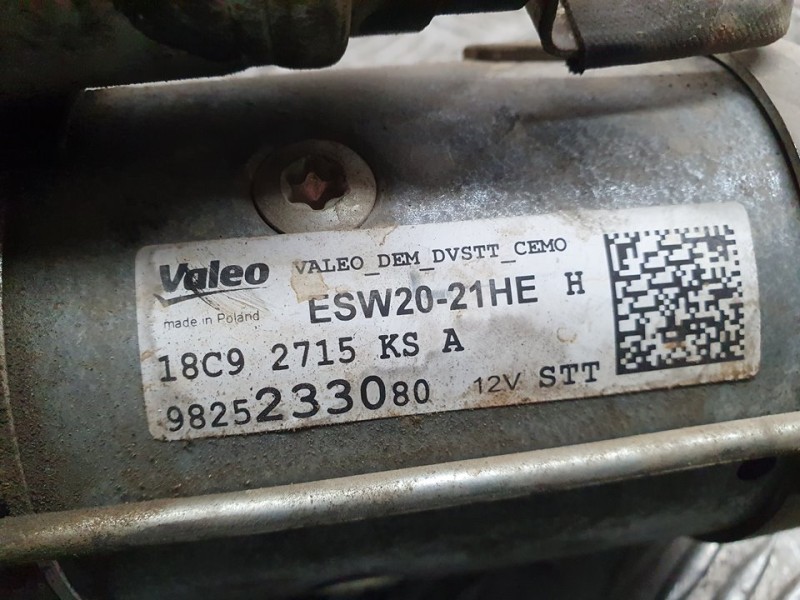 Valeo VALEO_DEM_DVSTT_CEMO
made in Poland ESW20-21HE H
18C9 2715 KS A
9825233080 12V STT